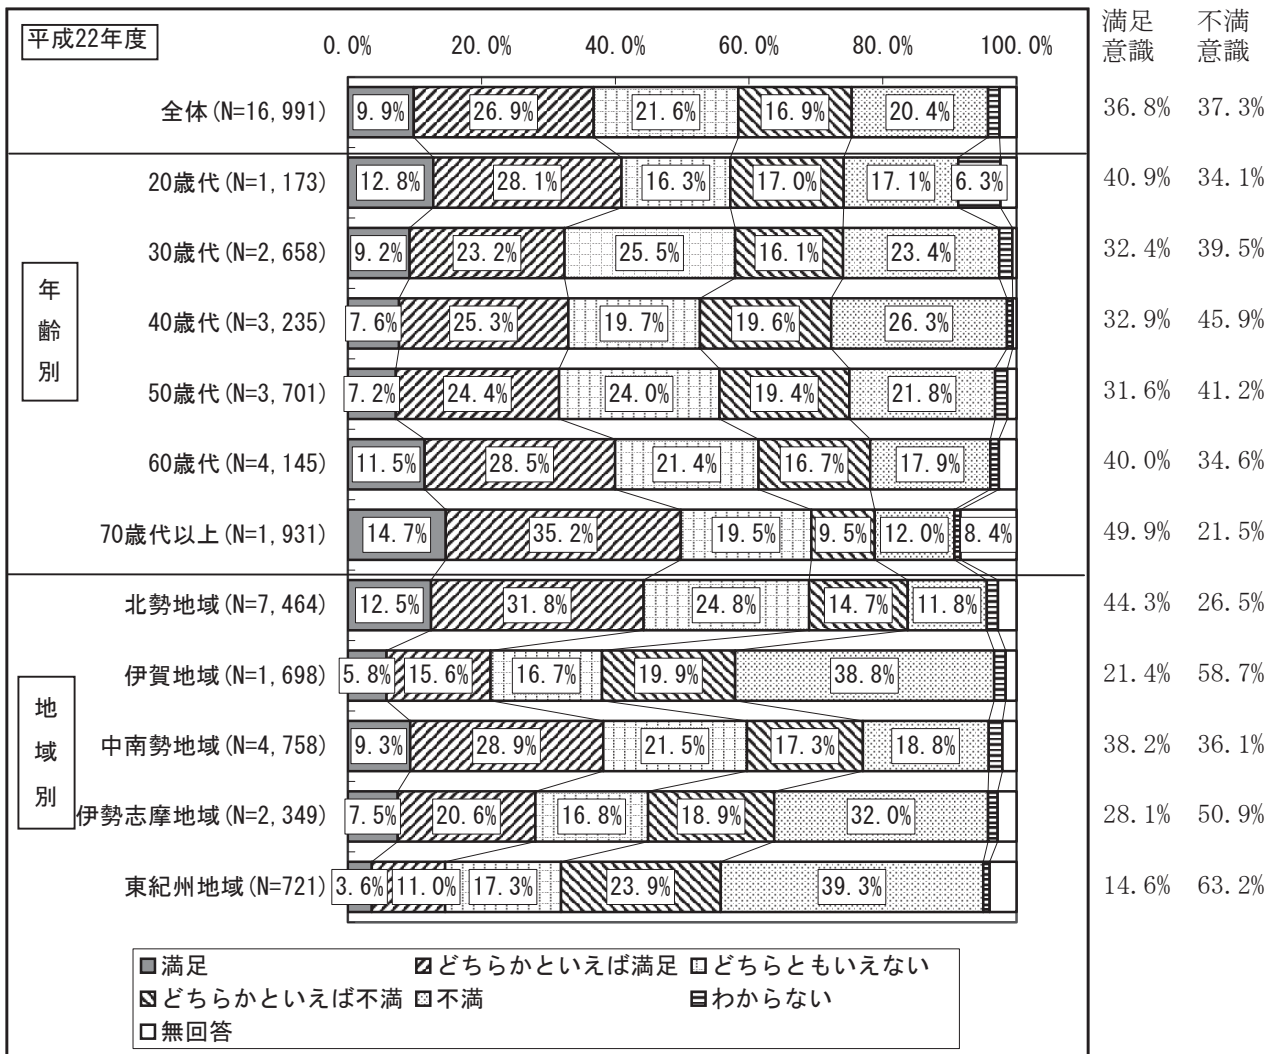 平成22年度
0.0% 20.0% 40.0% 60.0% 80.0% 100.0%
満足意識 不満意識
全体(N=16,991) 9.9% 26.9% 21.6% 16.9% 20.4% 36.8% 37.3%
年齢別
20歳代(N=1,173) 12.8% 28.1% 16.3% 17.0% 17.1% 6.3% 40.9% 34.1%
30歳代(N=2,658) 9.2% 23.2% 25.5% 16.1% 23.4% 32.4% 39.5%
40歳代(N=3,235) 7.6% 25.3% 19.7% 19.6% 26.3% 32.9% 45.9%
50歳代(N=3,701) 7.2% 24.4% 24.0% 19.4% 21.8% 31.6% 41.2%
60歳代(N=4,145) 11.5% 28.5% 21.4% 16.7% 17.9% 40.0% 34.6%
70歳代以上(N=1,931) 14.7% 35.2% 19.5% 9.5% 12.0% 8.4% 49.9% 21.5%
地域別
北勢地域(N=7,464) 12.5% 31.8% 24.8% 14.7% 11.8% 44.3% 26.5%
伊賀地域(N=1,698) 5.8% 15.6% 16.7% 19.9% 38.8% 21.4% 58.7%
中南勢地域(N=4,758) 9.3% 28.9% 21.5% 17.3% 18.8% 38.2% 36.1%
伊勢志摩地域(N=2,349) 7.5% 20.6% 16.8% 18.9% 32.0% 28.1% 50.9%
東紀州地域(N=721) 3.6% 11.0% 17.3% 23.9% 39.3% 14.6% 63.2%
満足 どちらかといえば満足 どちらともいえない
どちらかといえば不満 不満 わからない
無回答